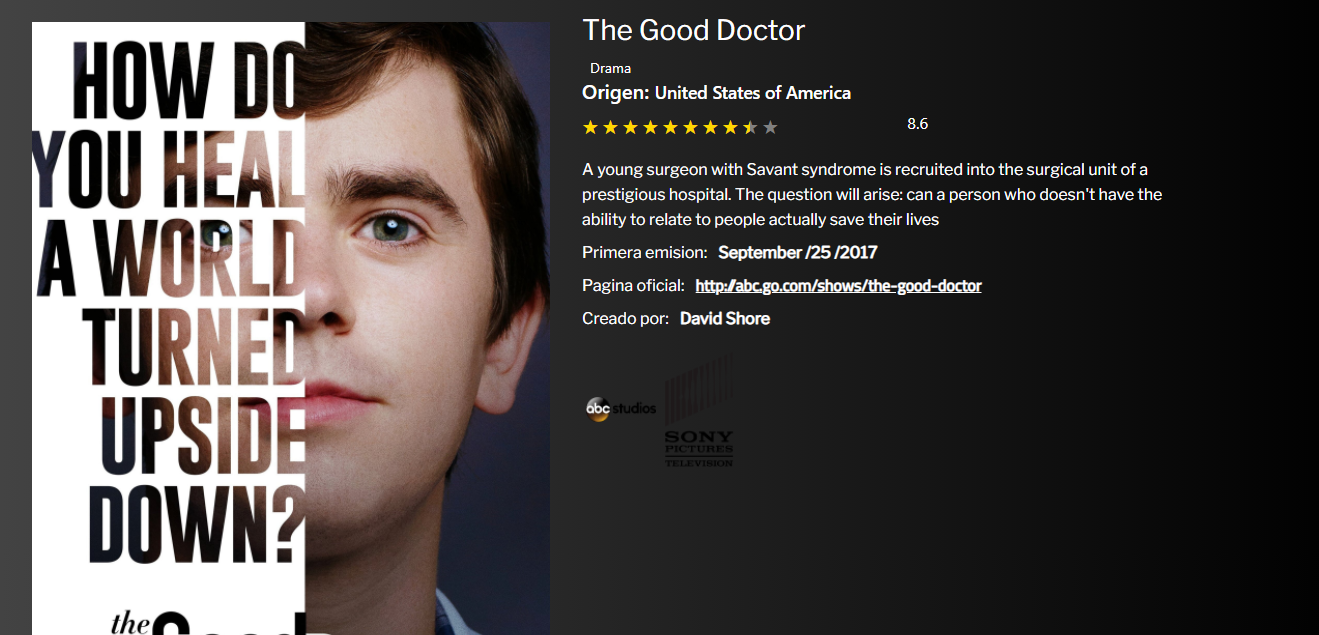 HOW DO
YOU HEAL
A WORLD
TURNED
UPSIDE
DOWN?
the
Good
The Good Doctor
Drama
Origen: United States of America
8.6
A young surgeon with Savant syndrome is recruited into the surgical unit of a
prestigious hospital. The question will arise: can a person who doesn't have the
ability to relate to people actually save their lives
Primera emision: September /25 /2017
Pagina oficial: http://abc.go.com/shows/the-good-doctor
Creado por: David Shore
abc studios
SONY
PICTURES
TELEVISION